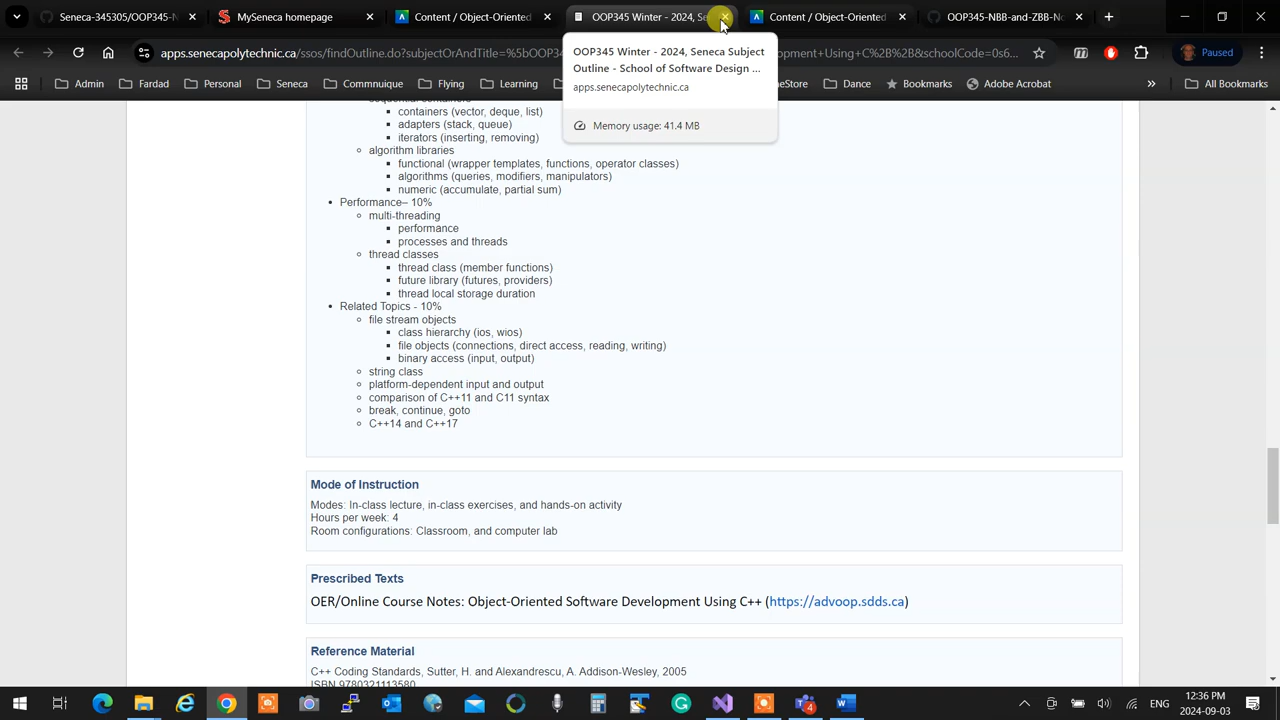 Seneca-345305/OOP345-N
MySeneca homepage
Content / Object-Oriented
OOP345 Winter - 2024, Se
Content / Object-Oriented
OOP345-NBB-and-ZBB-No
apps.senecapolytechnic.ca/ssos/findOutline.do?subjectOrAndTitle=%5bOOP34
opment+Using+C%2B%2B&schoolCode=0s6...
Paused
Admin
Fardad
Personal
Seneca
Commnunique
Flying
Learning
eStore
Dance
Bookmarks
Adobe Acrobat
All Bookmarks
OOP345 Winter - 2024, Seneca Subject
Outline - School of Software Design ...
apps.senecapolytechnic.ca
Memory usage: 41.4 MB
sequential containers
containers (vector, deque, list)
adapters (stack, queue)
iterators (inserting, removing)
algorithm libraries
functional (wrapper templates, functions, operator classes)
algorithms (queries, modifiers, manipulators)
numeric (accumulate, partial sum)
Performance– 10%
multi-threading
performance
processes and threads
thread classes
thread class (member functions)
future library (futures, providers)
thread local storage duration
Related Topics - 10%
file stream objects
class hierarchy (ios, wios)
file objects (connections, direct access, reading, writing)
binary access (input, output)
string class
platform-dependent input and output
comparison of C++11 and C11 syntax
break, continue, goto
C++14 and C++17
Mode of Instruction
Modes: In-class lecture, in-class exercises, and hands-on activity
Hours per week: 4
Room configurations: Classroom, and computer lab
Prescribed Texts
OER/Online Course Notes: Object-Oriented Software Development Using C++ (https://advoop.sdds.ca)
Reference Material
C++ Coding Standards, Sutter, H. and Alexandrescu, A. Addison-Wesley, 2005
ISBN 9780321113580
ENG
12:36 PM
2024-09-03